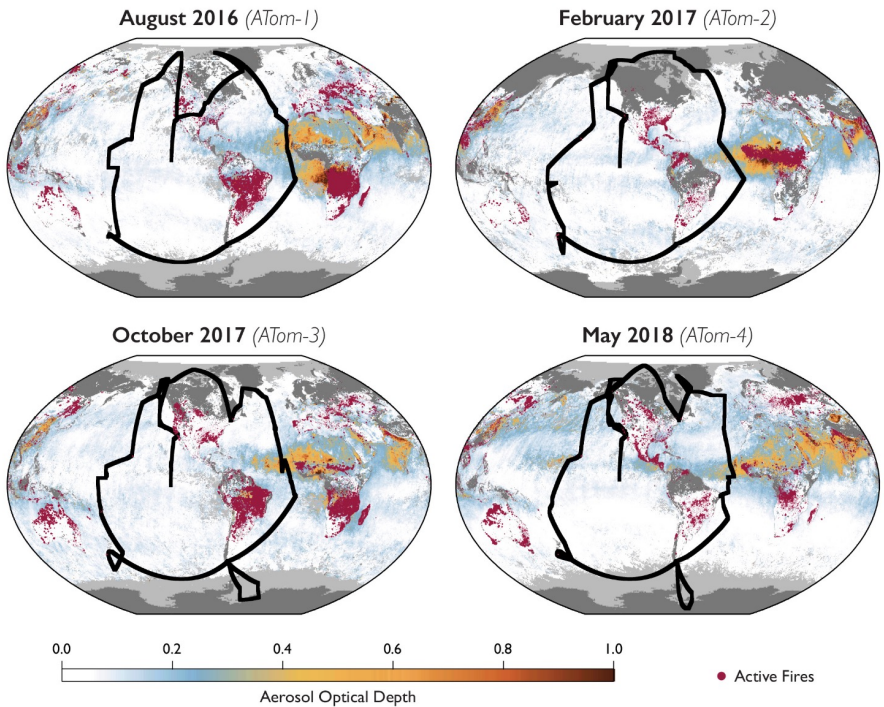 August 2016 (ATom-1)
February 2017 (ATom-2)
October 2017 (ATom-3)
May 2018 (ATom-4)
0.0 0.2 0.4 0.6 0.8 1.0
Aerosol Optical Depth
Active Fires